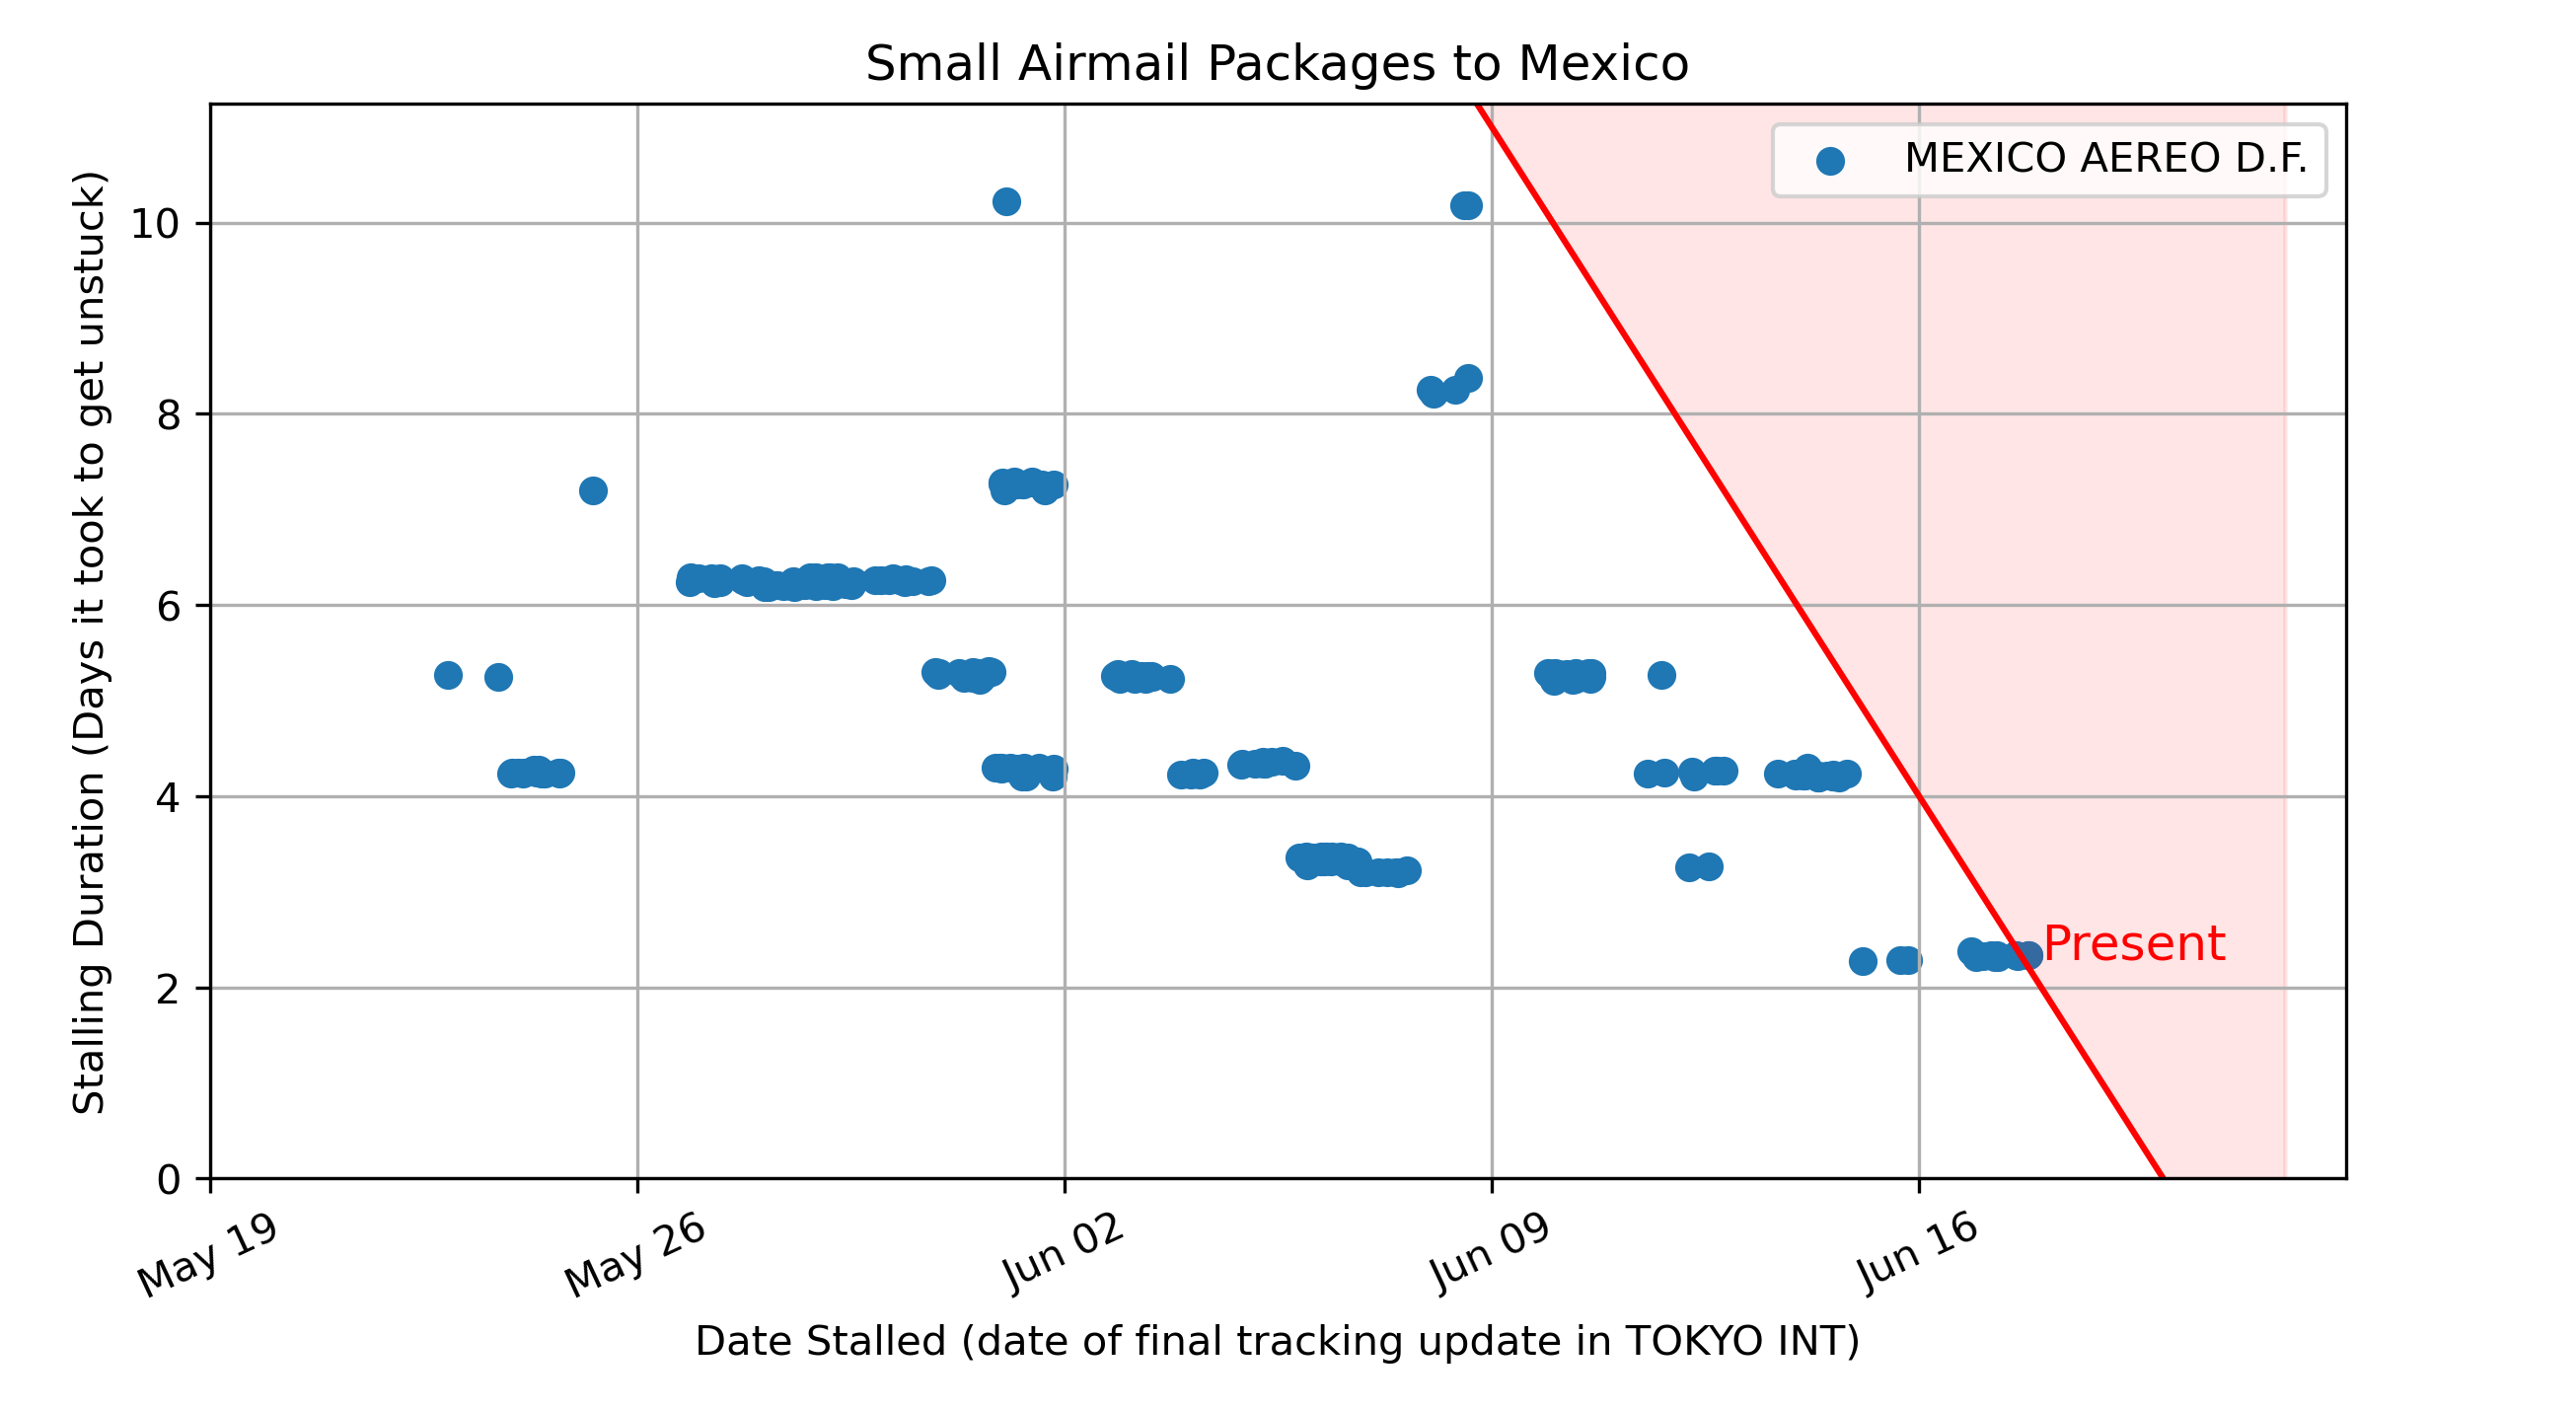 Small Airmail Packages to Mexico
MEXICO AEREO D.F.
Stalling Duration (Days it took to get unstuck)
10
8
6
4
2
0
Present
May 19
May 26
Jun 02
Jun 09
Jun 16
Date Stalled (date of final tracking update in TOKYO INT)